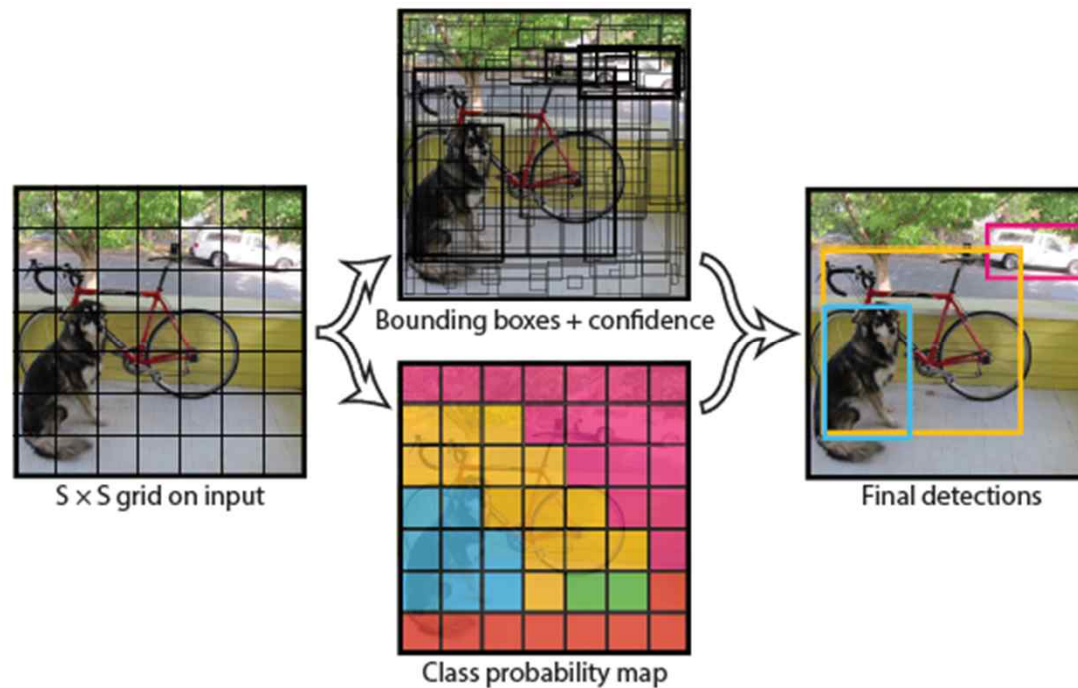 S × S grid on input
Bounding boxes + confidence
Class probability map
Final detections